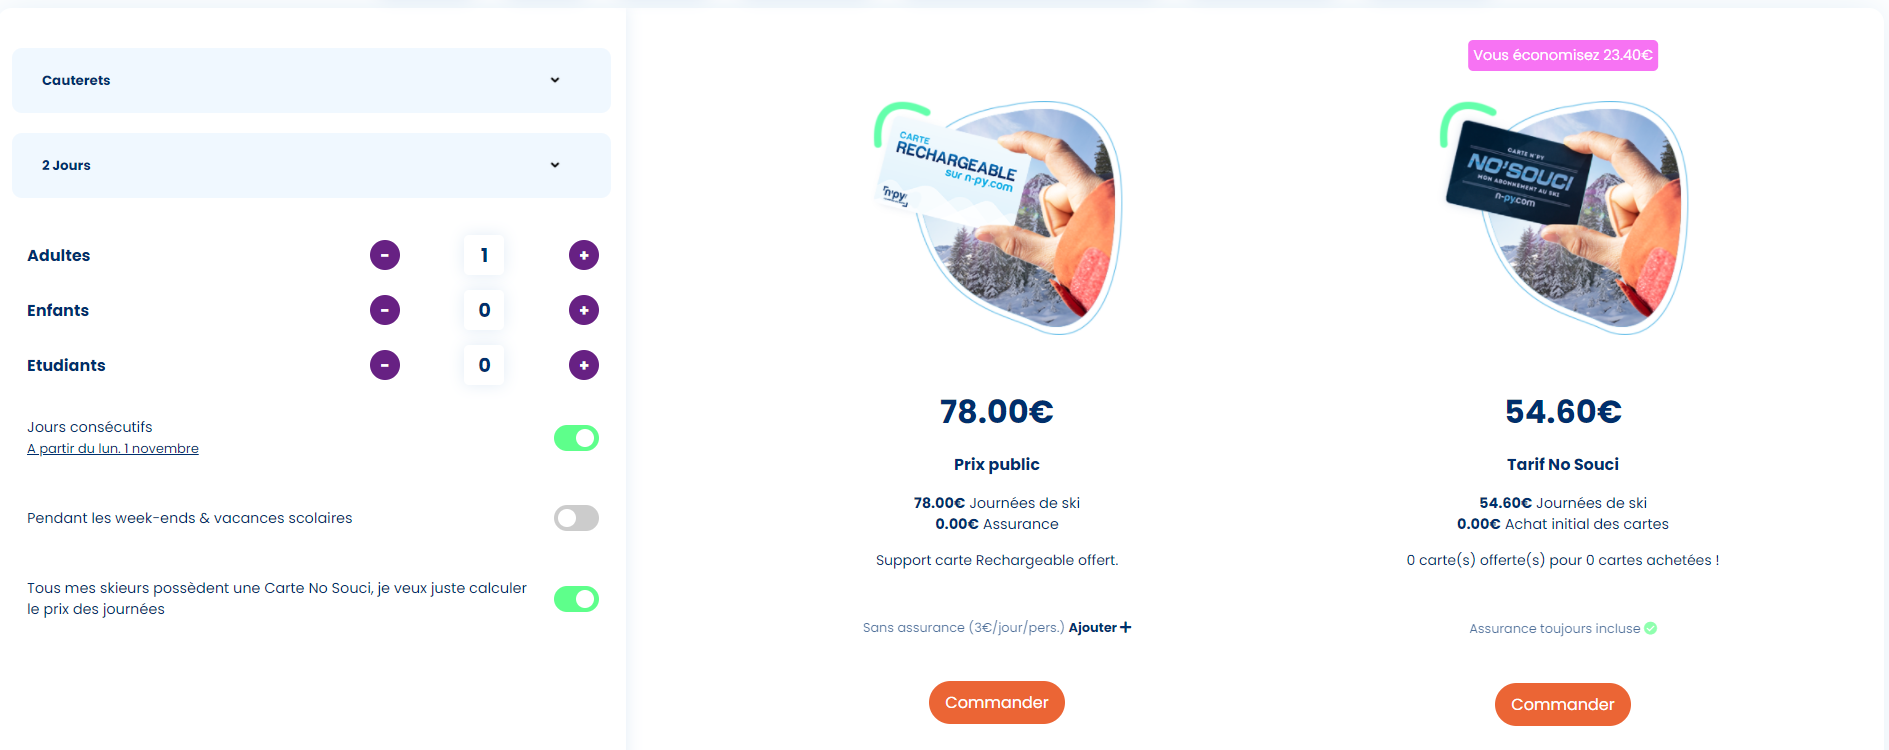 Cauterets
2 Jours
Adultes
-
1
+
Enfants
-
0
+
Etudiants
-
0
+
Jours consécutifs
A partir du lun. 1 novembre
Pendant les week-ends & vacances scolaires
Tous mes skieurs possèdent une Carte No Souci, je veux juste calculer
le prix des journées
CARTE
RECHARGEABLE
sur n-py.com
n'py
78.00€
Prix public
78.00€ Journées de ski
0.00€ Assurance
Support carte Rechargeable offert.
Sans assurance (3€/jour/pers.) Ajouter +
Commander
Vous économisez 23.40€
CARTE N'PY
NO'SOUCI
MON ABONNEMENT AU SKI
n-py.com
54.60€
Tarif No Souci
54.60€ Journées de ski
0.00€ Achat initial des cartes
0 carte(s) offerte(s) pour 0 cartes achetées !
Assurance toujours incluse
Commander